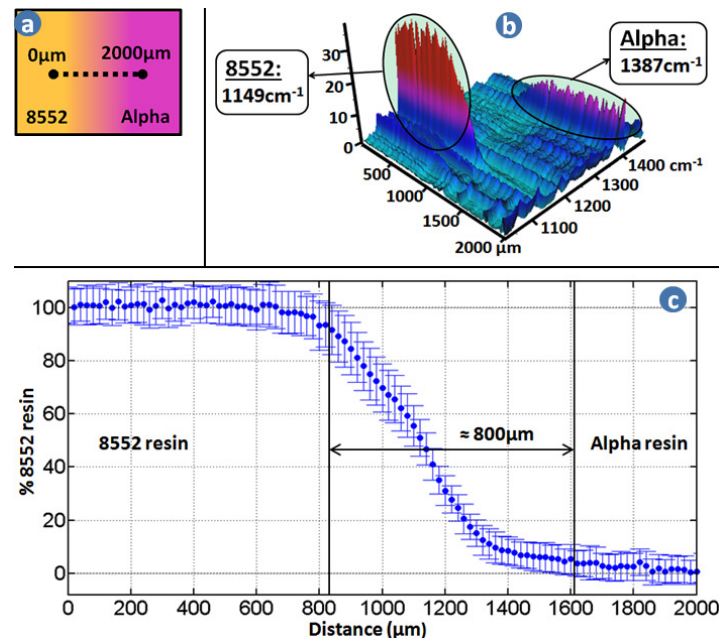 a
0µm
2000µm
8552
Alpha
b
8552:
1149cm-1
Alpha:
1387cm-1
30
20
10
0
500
1000
1500
2000 µm
1100
1200
1300
1400 cm-1
c
100
80
60
40
20
0
% 8552 resin
8552 resin
≈ 800µm
Alpha resin
0 200 400 600 800 1000 1200 1400 1600 1800 2000
Distance (µm)